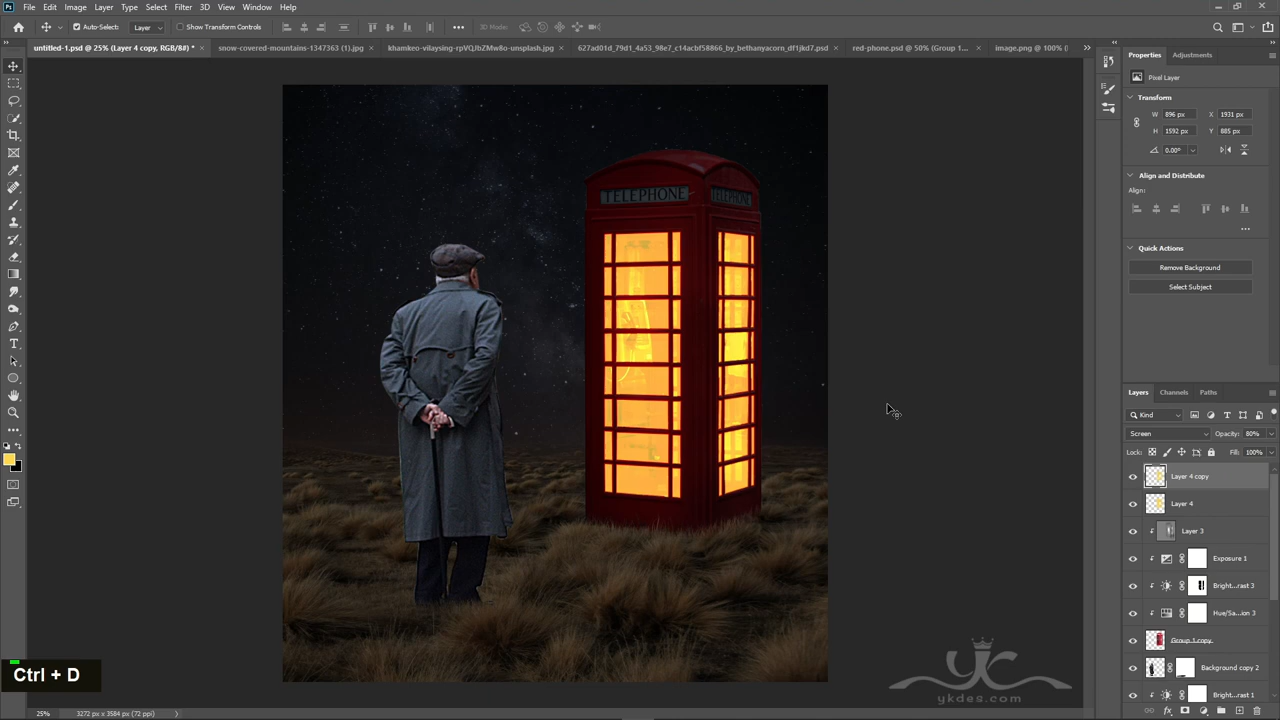 File Edit Image Layer Type Select Filter 3D View Window Help
Auto-Select: Layer Show Transform Controls 3D Mode:
untitled-1.psd @ 25% (Layer 4 copy, RGB/8#) * × snow-covered-mountains-1347363 (1).jpg × khamkeo-vilaysing-rpVQJbZMw8o-unsplash.jpg × 627ad01d_79d1_4a53_98e7_c14acbf58866_by_bethanyacorn_df1jkd7.psd × red-phone.psd @ 50% (Group 1... × image.png @ 100% (
Properties Adjustments
Pixel Layer
Transform
W 896 px X 1931 px
H 1592 px Y 885 px
0.00°
Align and Distribute
Align:
Quick Actions
Remove Background
Select Subject
TELEPHONE TELEPHONE
Layers Channels Paths
Kind
Screen Opacity: 80%
Lock: Fill: 100%
Layer 4 copy
Layer 4
Layer 3
Exposure 1
Bright...rast 3
Hue/Sa...ion 3
Group 1 copy
Background copy 2
Bright...rast 1
Ctrl + D
yc
ykdes.com
25% 3272 px x 3584 px (72 ppi)